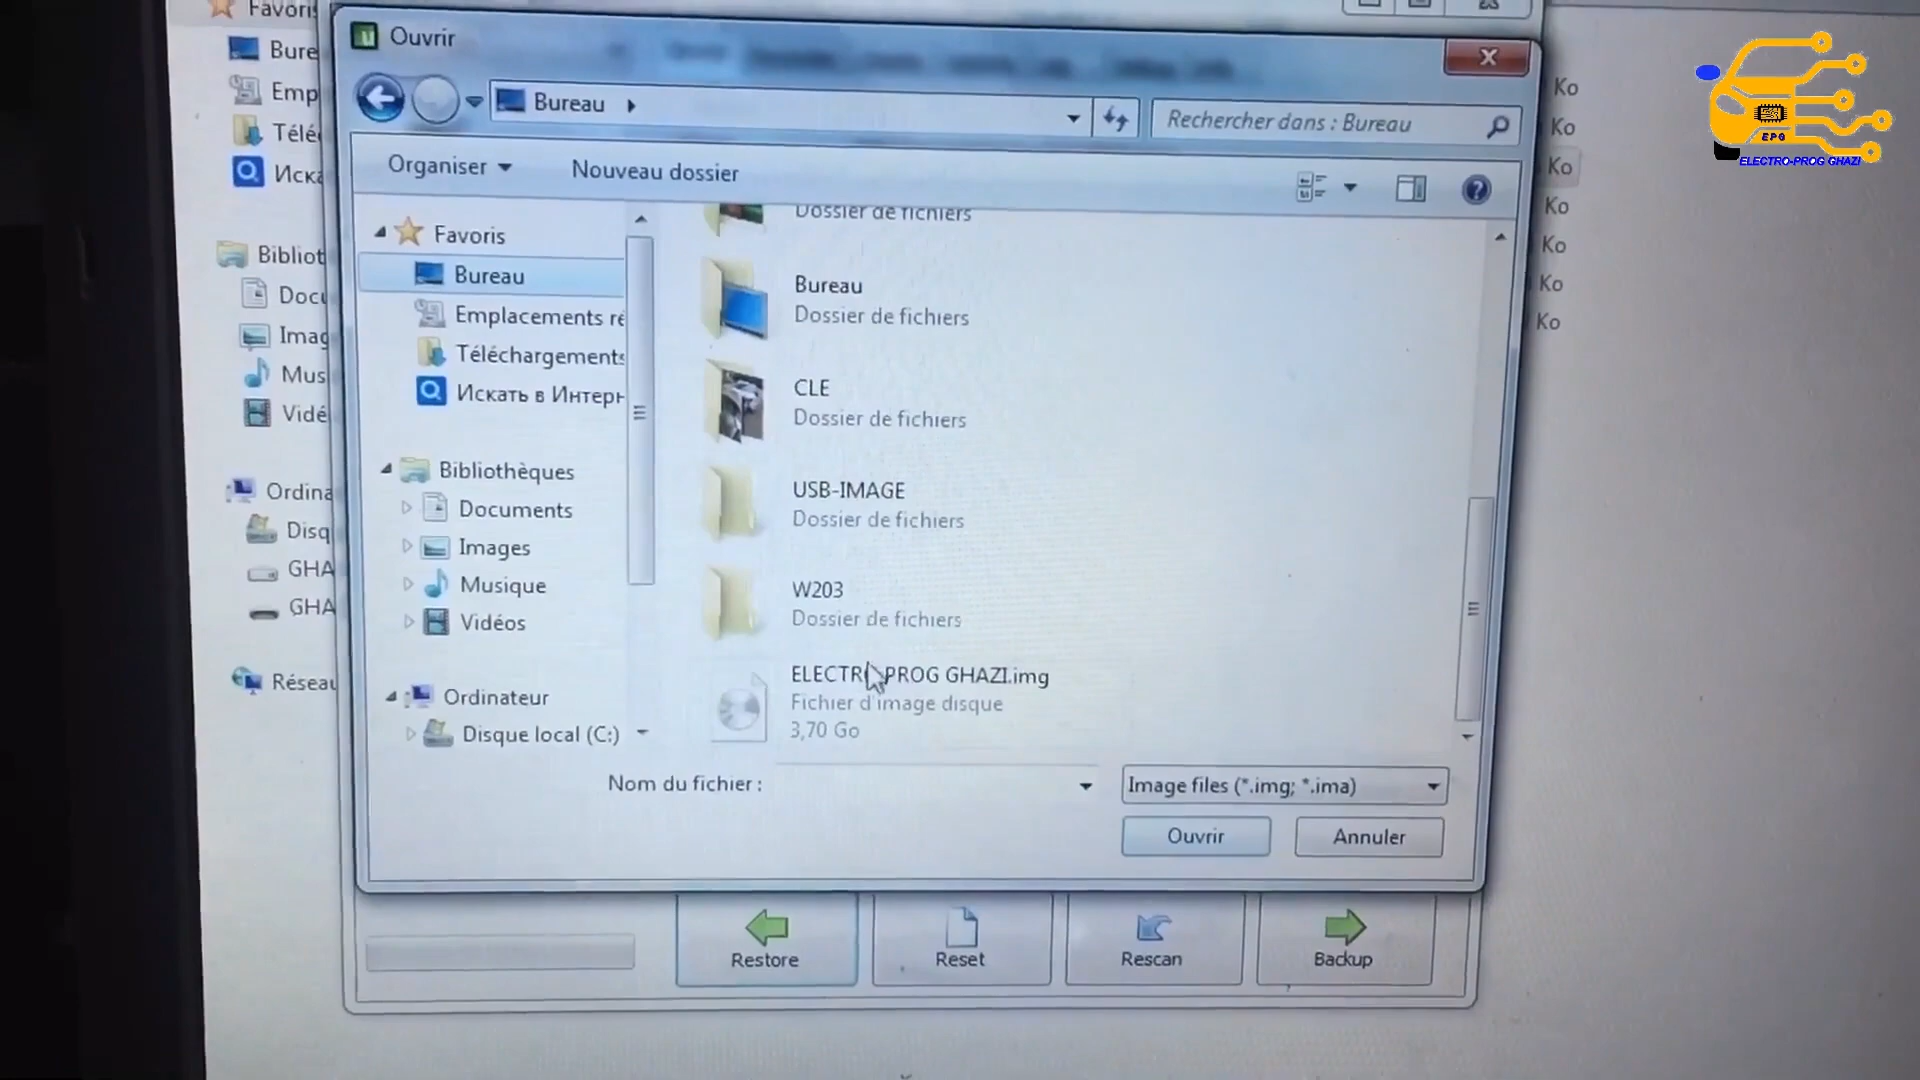 Favoris
Ouvrir
Bure
Emp
Télé
Иска
Bibliot
Docu
Imag
Mus
Vidé
Ordina
Disq
GHA
GHA
Réseau
Bureau
Rechercher dans : Bureau
Organiser
Nouveau dossier
Favoris
Bureau
Emplacements ré
Téléchargements
Искать в Интерн
Bibliothèques
Documents
Images
Musique
Vidéos
Ordinateur
Disque local (C:)
Dossier de fichiers
Bureau
Dossier de fichiers
CLE
Dossier de fichiers
USB-IMAGE
Dossier de fichiers
W203
Dossier de fichiers
ELECTRO-PROG GHAZI.img
Fichier d'image disque
3,70 Go
Nom du fichier :
Image files (*.img; *.ima)
Ouvrir
Annuler
Restore
Reset
Rescan
Backup
Ko
Ko
Ko
Ko
Ko
Ko
Ko
EPG
ELECTRO-PROG GHAZI